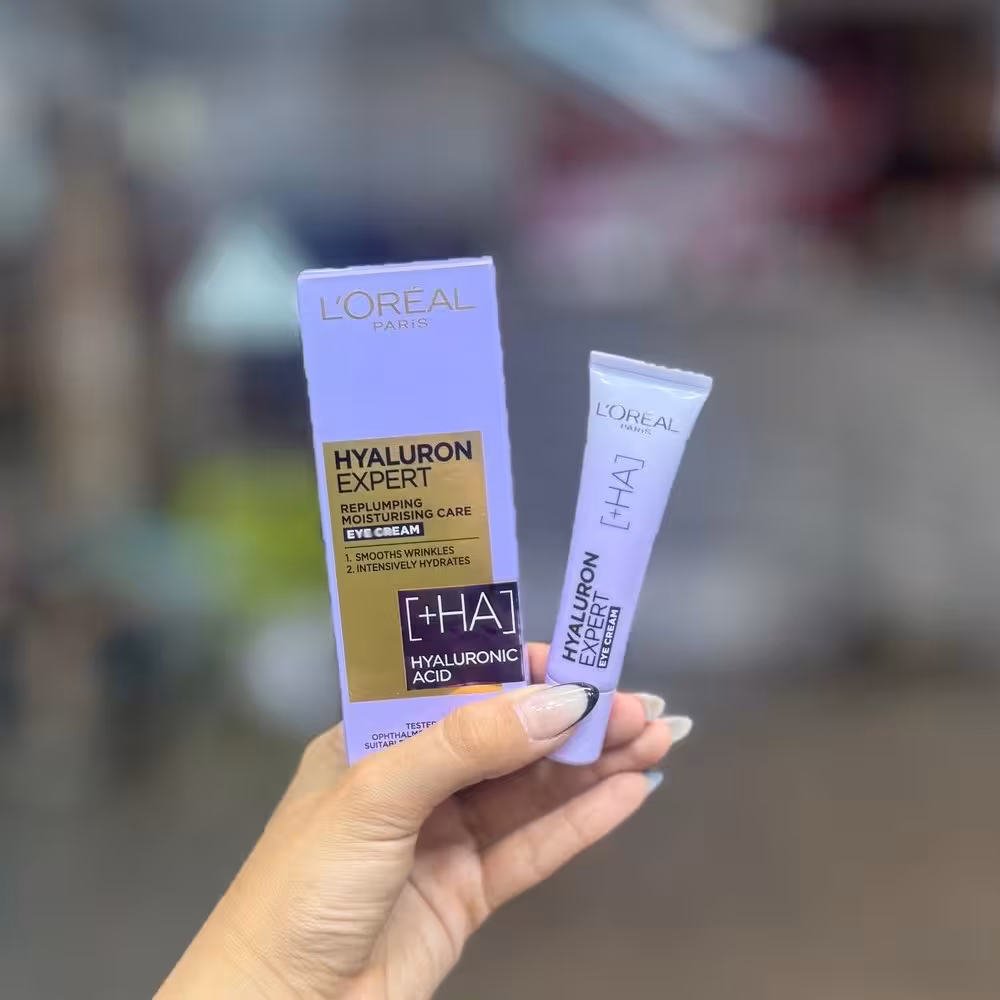 L'ORÉAL
PARiS
HYALURON
EXPERT
REPLUMPING
MOISTURISING CARE
EYE CREAM
1. SMOOTHS WRINKLES
2. INTENSIVELY HYDRATES
[+HA]
HYALURONIC
ACID
L'ORÉAL
PARiS
[+HA]
HYALURON
EXPERT
EYE CREAM